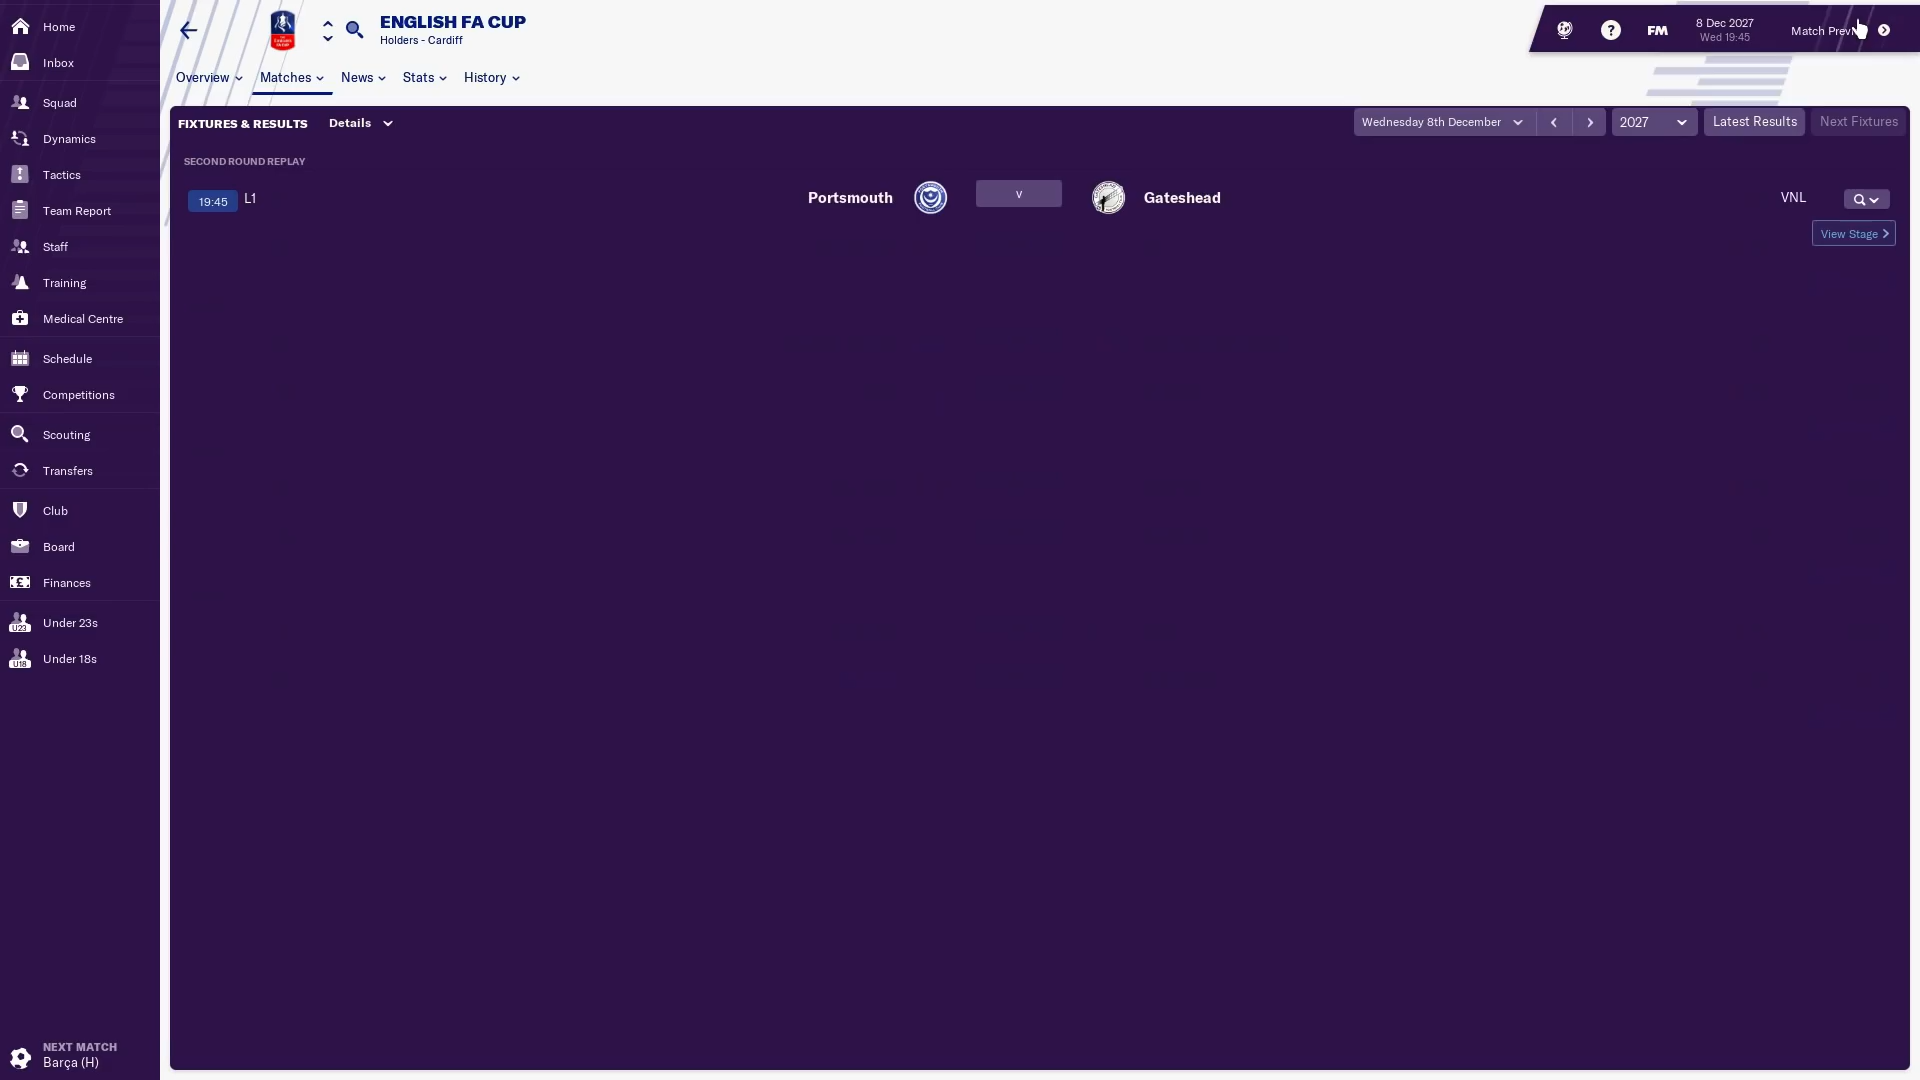 Home
Inbox
Squad
Dynamics
Tactics
Team Report
Staff
Training
Medical Centre
Schedule
Competitions
Scouting
Transfers
Club
Board
Finances
U23
Under 23s
U18
Under 18s
NEXT MATCH
Barça (H)
ENGLISH FA CUP
Holders - Cardiff
? FM
8 Dec 2027
Wed 19:45
Overview Matches News Stats History
FIXTURES & RESULTS Details
Wednesday 8th December 2027 Latest Results Next Fixtures
SECOND ROUND REPLAY
19:45 L1 Portsmouth v Gateshead VNL
View Stage
Match